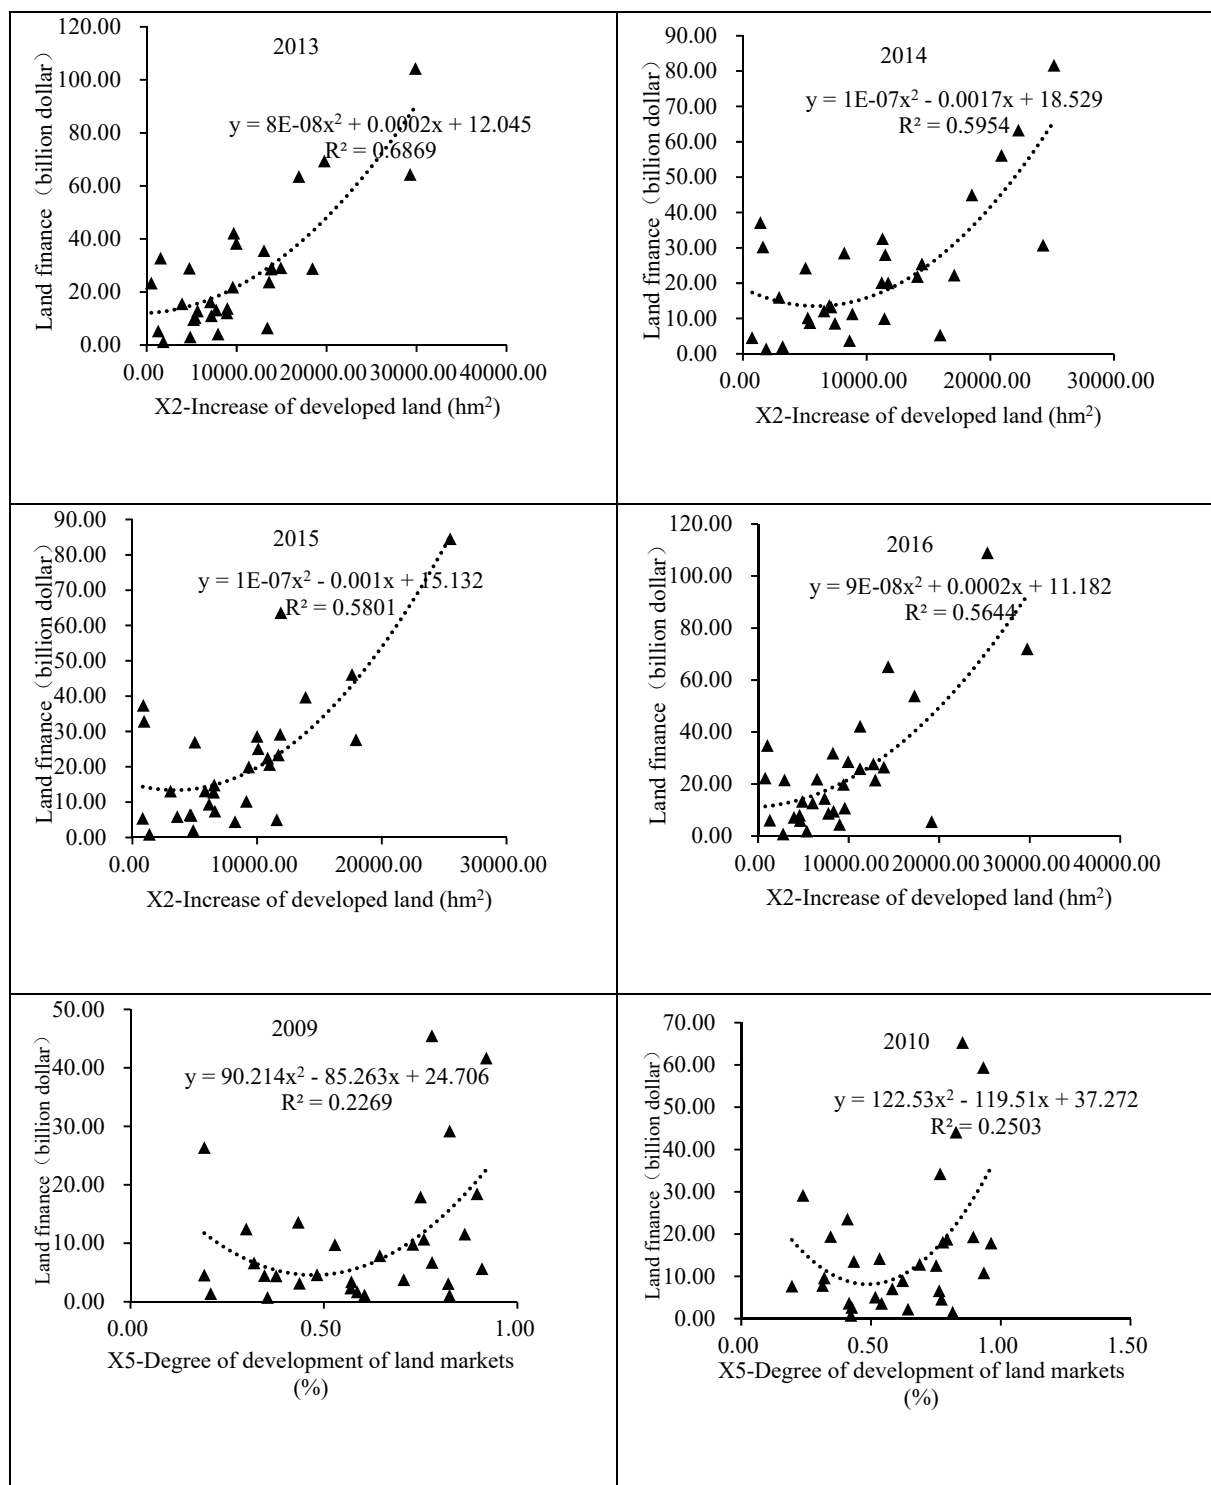 2013
y = 8E-08x² + 0.0002x + 12.045
R² = 0.6869
Land finance（billion dollar）
120.00
100.00
80.00
60.00
40.00
20.00
0.00
0.00 10000.00 20000.00 30000.00 40000.00
X2-Increase of developed land (hm²)
2014
y = 1E-07x² - 0.0017x + 18.529
R² = 0.5954
Land finance（billion dollar）
90.00
80.00
70.00
60.00
50.00
40.00
30.00
20.00
10.00
0.00
0.00 10000.00 20000.00 30000.00
X2-Increase of developed land (hm²)
2015
y = 1E-07x² - 0.001x + 15.132
R² = 0.5801
Land finance（billion dollar）
90.00
80.00
70.00
60.00
50.00
40.00
30.00
20.00
10.00
0.00
0.00 10000.00 20000.00 30000.00
X2-Increase of developed land (hm²)
2016
y = 9E-08x² + 0.0002x + 11.182
R² = 0.5644
Land finance（billion dollar）
120.00
100.00
80.00
60.00
40.00
20.00
0.00
0.00 10000.00 20000.00 30000.00 40000.00
X2-Increase of developed land (hm²)
2009
y = 90.214x² - 85.263x + 24.706
R² = 0.2269
Land finance（billion dollar）
50.00
40.00
30.00
20.00
10.00
0.00
0.00 0.50 1.00
X5-Degree of development of land markets
(%)
2010
y = 122.53x² - 119.51x + 37.272
R² = 0.2503
Land finance（billion dollar）
70.00
60.00
50.00
40.00
30.00
20.00
10.00
0.00
0.00 0.50 1.00 1.50
X5-Degree of development of land markets
(%)